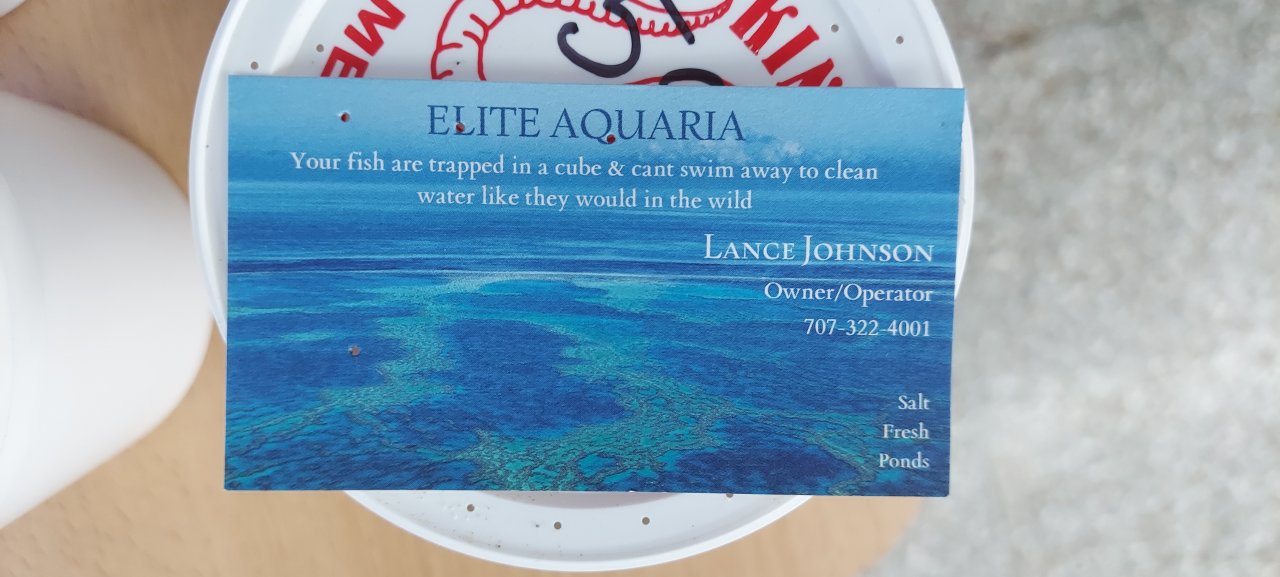 ELITE AQUARIA
Your fish are trapped in a cube & cant swim away to clean
water like they would in the wild
LANCE JOHNSON
Owner/Operator
707-322-4001
Salt
Fresh
Ponds